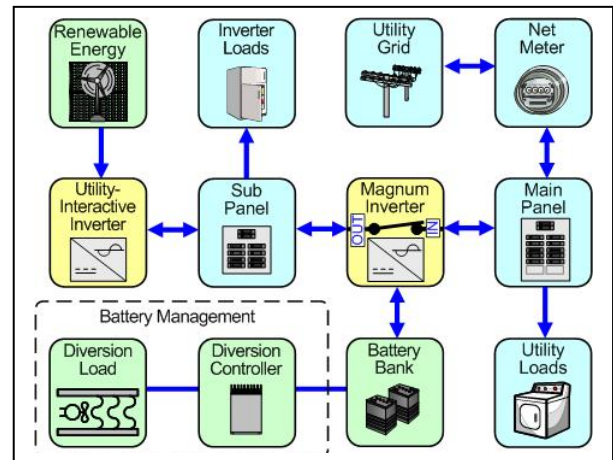 Renewable
Energy
Inverter
Loads
Utility
Grid
Net
Meter
Utility-
Interactive
Inverter
Sub
Panel
Magnum
Inverter
OUT
IN
Main
Panel
Battery Management
Diversion
Load
Diversion
Controller
Battery
Bank
Utility
Loads